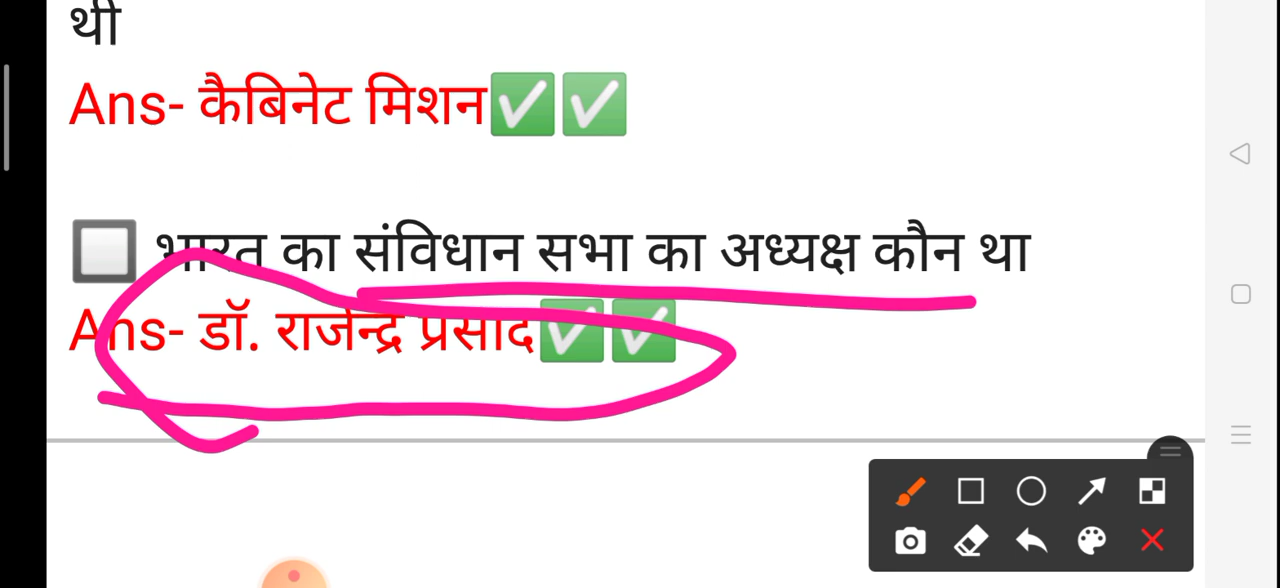 थी
Ans- कैबिनेट मिशन✅✅
🔲 भारत का संविधान सभा का अध्यक्ष कौन था
Ans- डॉ. राजेन्द्र प्रसाद✅✅